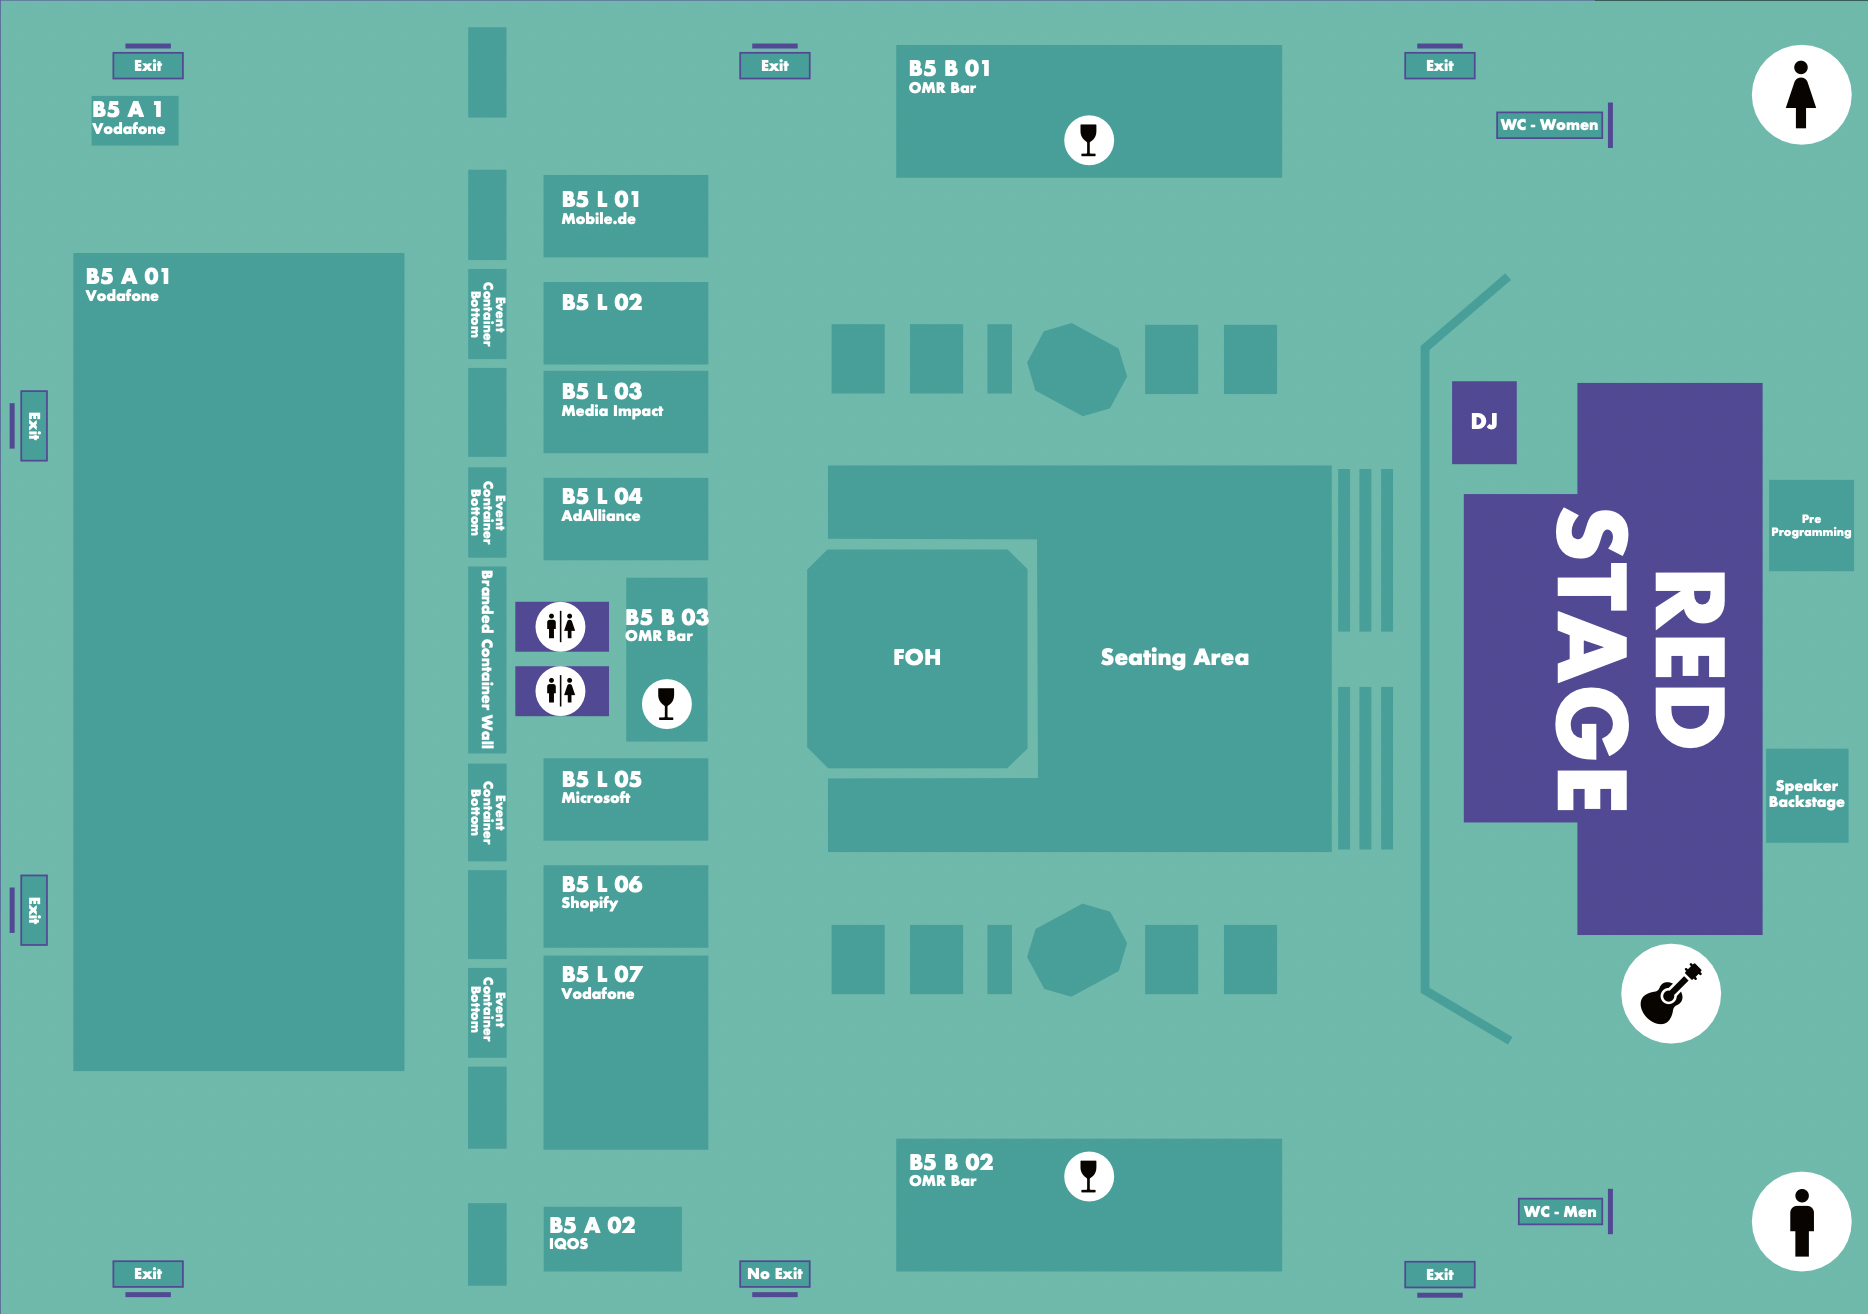 Exit
Exit
Exit
B5 A 1
Vodafone
B5 B 01
OMR Bar
WC - Women
B5 L 01
Mobile.de
B5 A 01
Vodafone
Event
Container
Bottom
B5 L 02
B5 L 03
Media Impact
Exit
DJ
Event
Container
Bottom
B5 L 04
AdAlliance
Pre
Programming
Branded Container Wall
B5 B 03
OMR Bar
FOH
Seating Area
RED
STAGE
Event
Container
Bottom
B5 L 05
Microsoft
Speaker
Backstage
Exit
B5 L 06
Shopify
Event
Container
Bottom
B5 L 07
Vodafone
B5 B 02
OMR Bar
WC - Men
B5 A 02
IQOS
Exit
No Exit
Exit